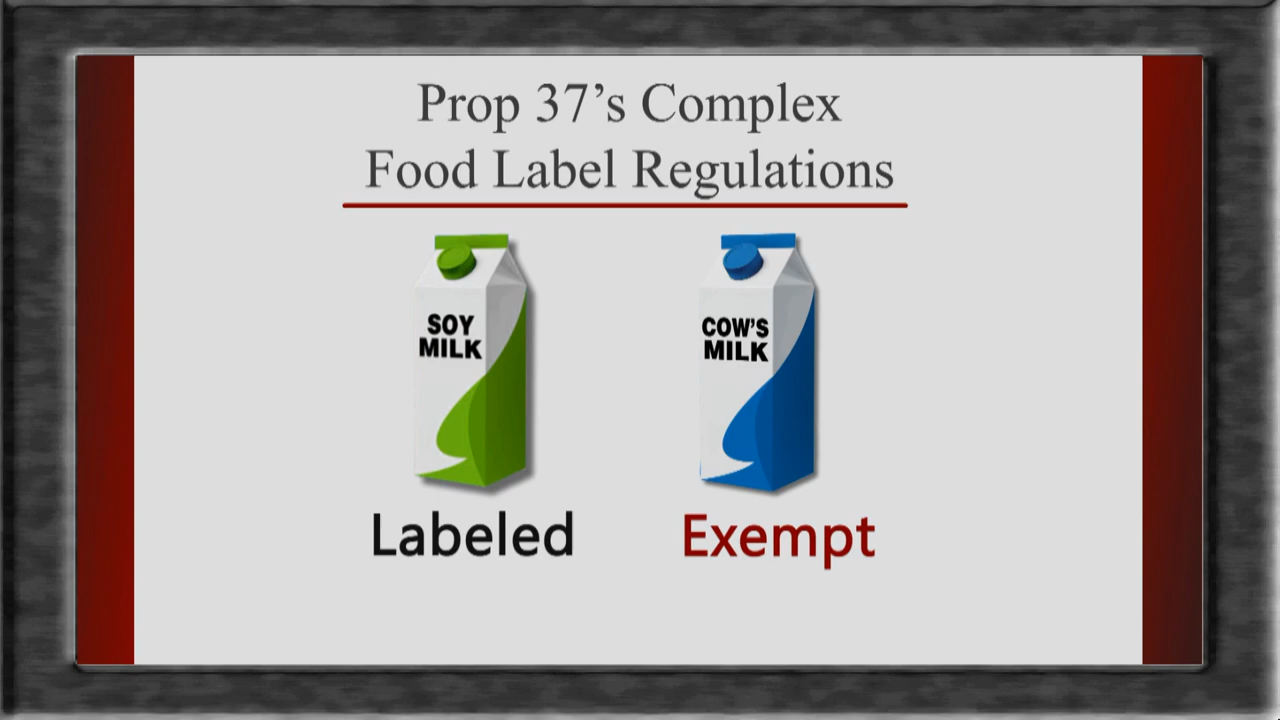 Prop 37’s Complex
Food Label Regulations
SOY
MILK
COW'S
MILK
Labeled
Exempt